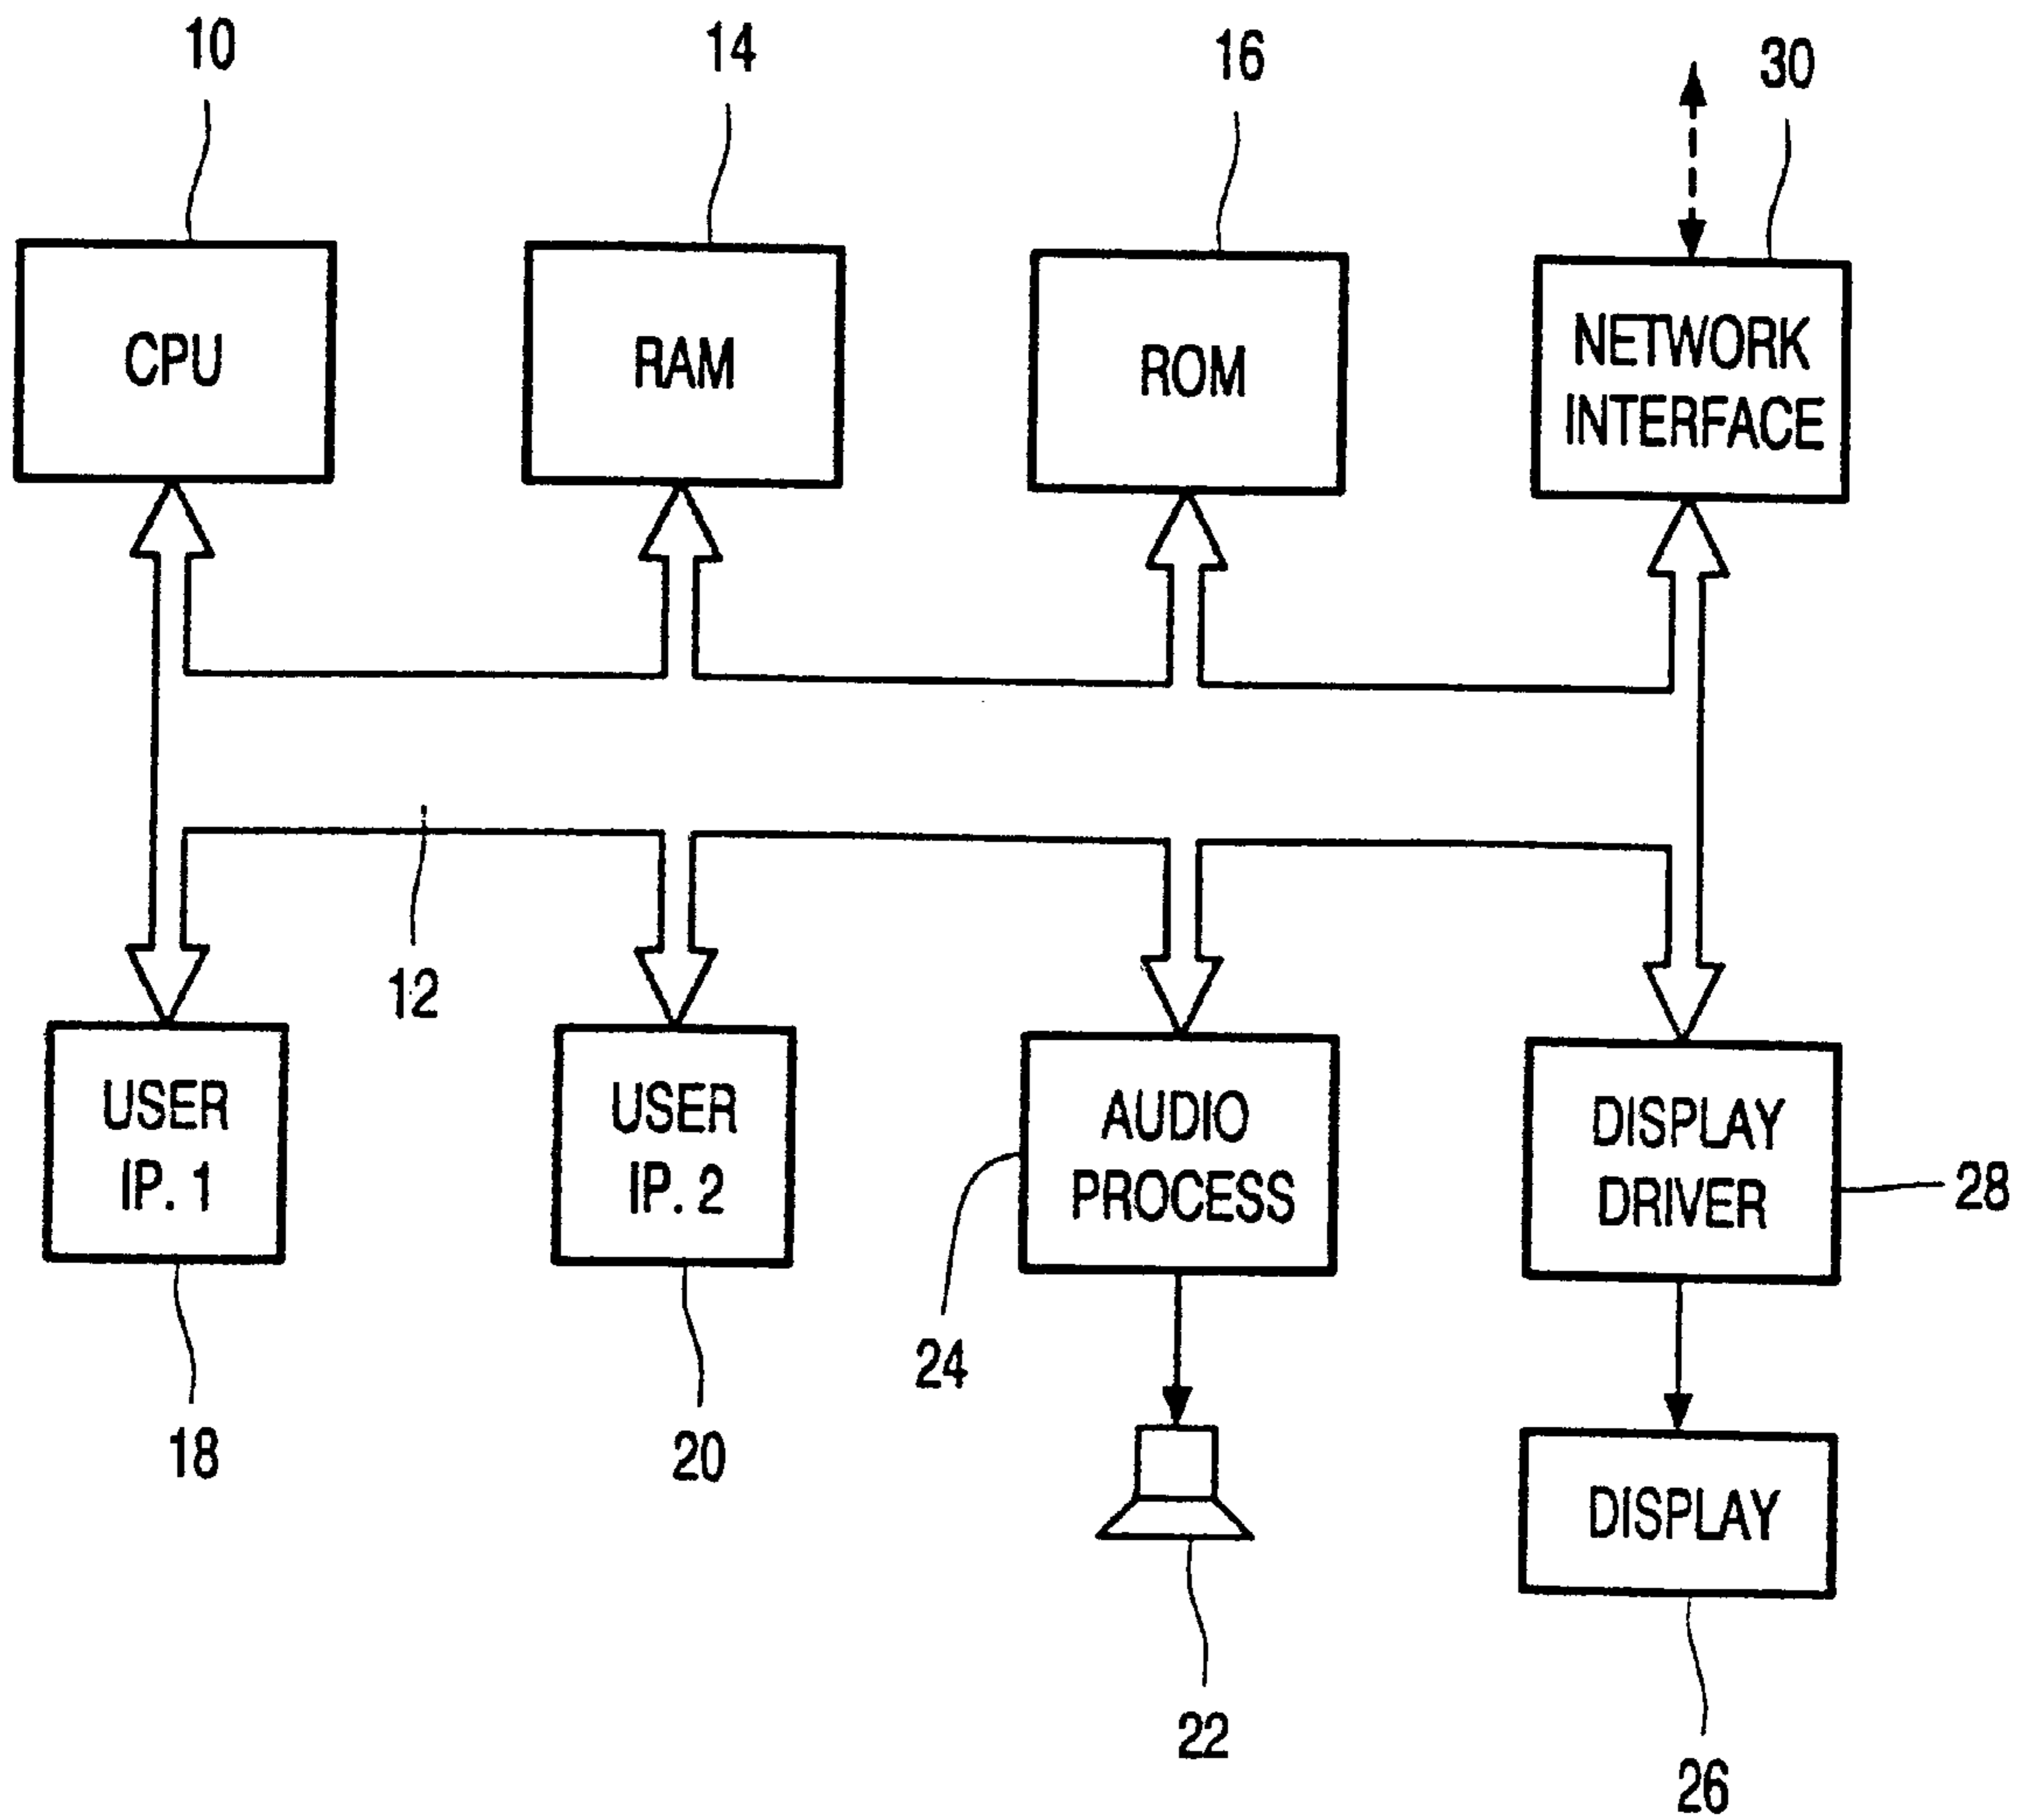 10
14
16
30
CPU
RAM
ROM
NETWORK
INTERFACE
12
USER
IP. 1
USER
IP. 2
AUDIO
PROCESS
DISPLAY
DRIVER
28
24
18
20
DISPLAY
22
26